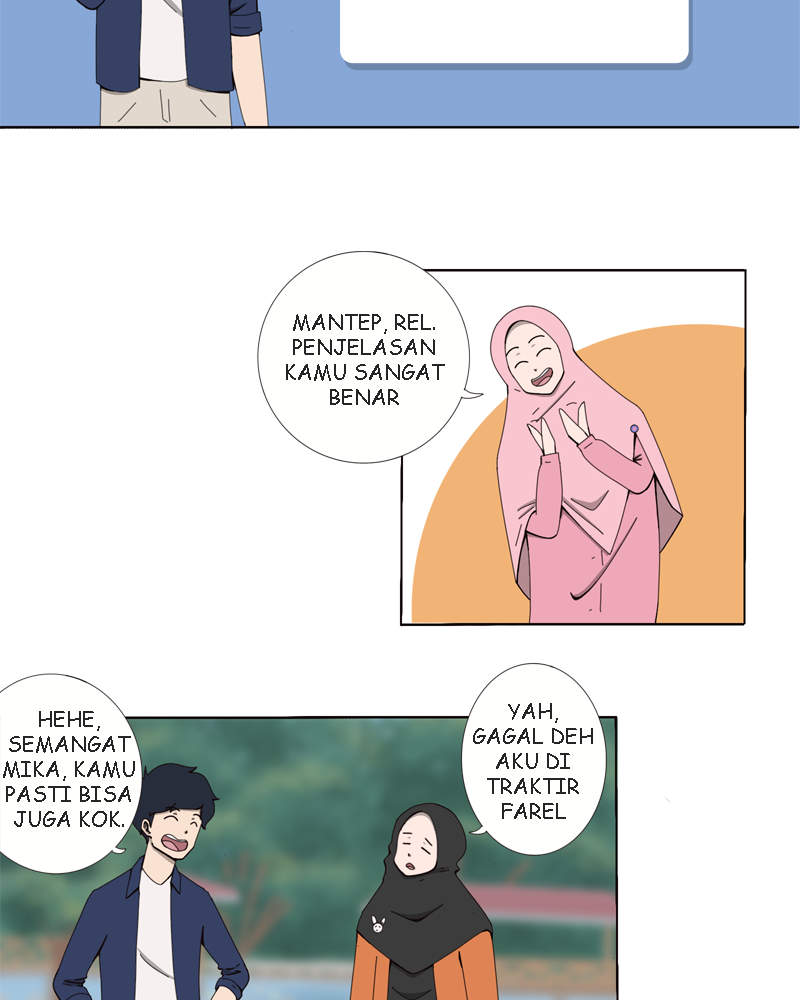 MANTEP, REL.
PENJELASAN
KAMU SANGAT
BENAR
HEHE,
SEMANGAT
MIKA, KAMU
PASTI BISA
JUGA KOK.
YAH,
GAGAL DEH
AKU DI
TRAKTIR
FAREL